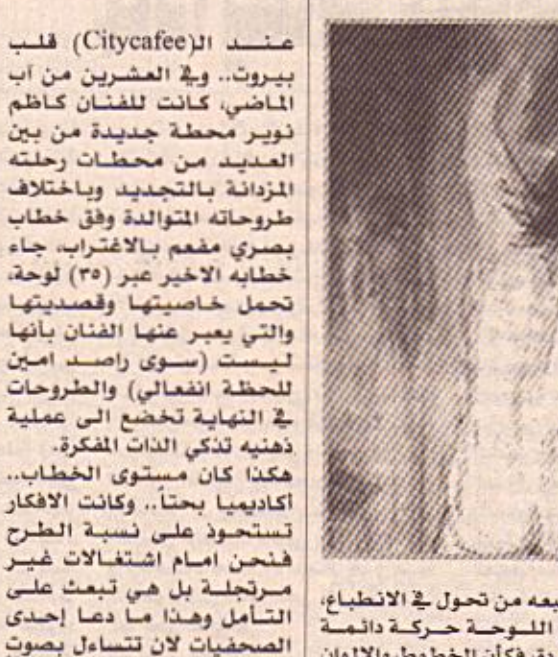 عند الـ(Citycafee) قلب
بيروت.. وفي العشرين من آب
الماضي، كانت للفنان كاظم
نوير محطة جديدة من بين
العديد من محطات رحلته
المزدانة بالتجديد وباختلاف
طروحاته المتوالدة وفق خطاب
بصري مفعم بالاغتراب، جاء
خطابه الاخير عبر (٣٥) لوحة،
تحمل خاصيتها وقصديتها
والتي يعبر عنها الفنان بأنها
ليست (سوى راصد امين
للحظة انفعالي) والطروحات
في النهاية تخضع الى عملية
ذهنيه تذكي الذات المفكرة.
هكذا كان مستوى الخطاب..
أكاديميا بحتاً.. وكانت الافكار
تستحوذ على نسبة الطرح
فنحن امام اشتغالات غير
مرتجلة بل هي تبعث على
التأمل وهذا ما دعا إحدى
الصحفيات لان تتساءل بصوت
من تحول في الانطباع،
اللوحة حركة دائمة
فكأن الخطوط والالوان